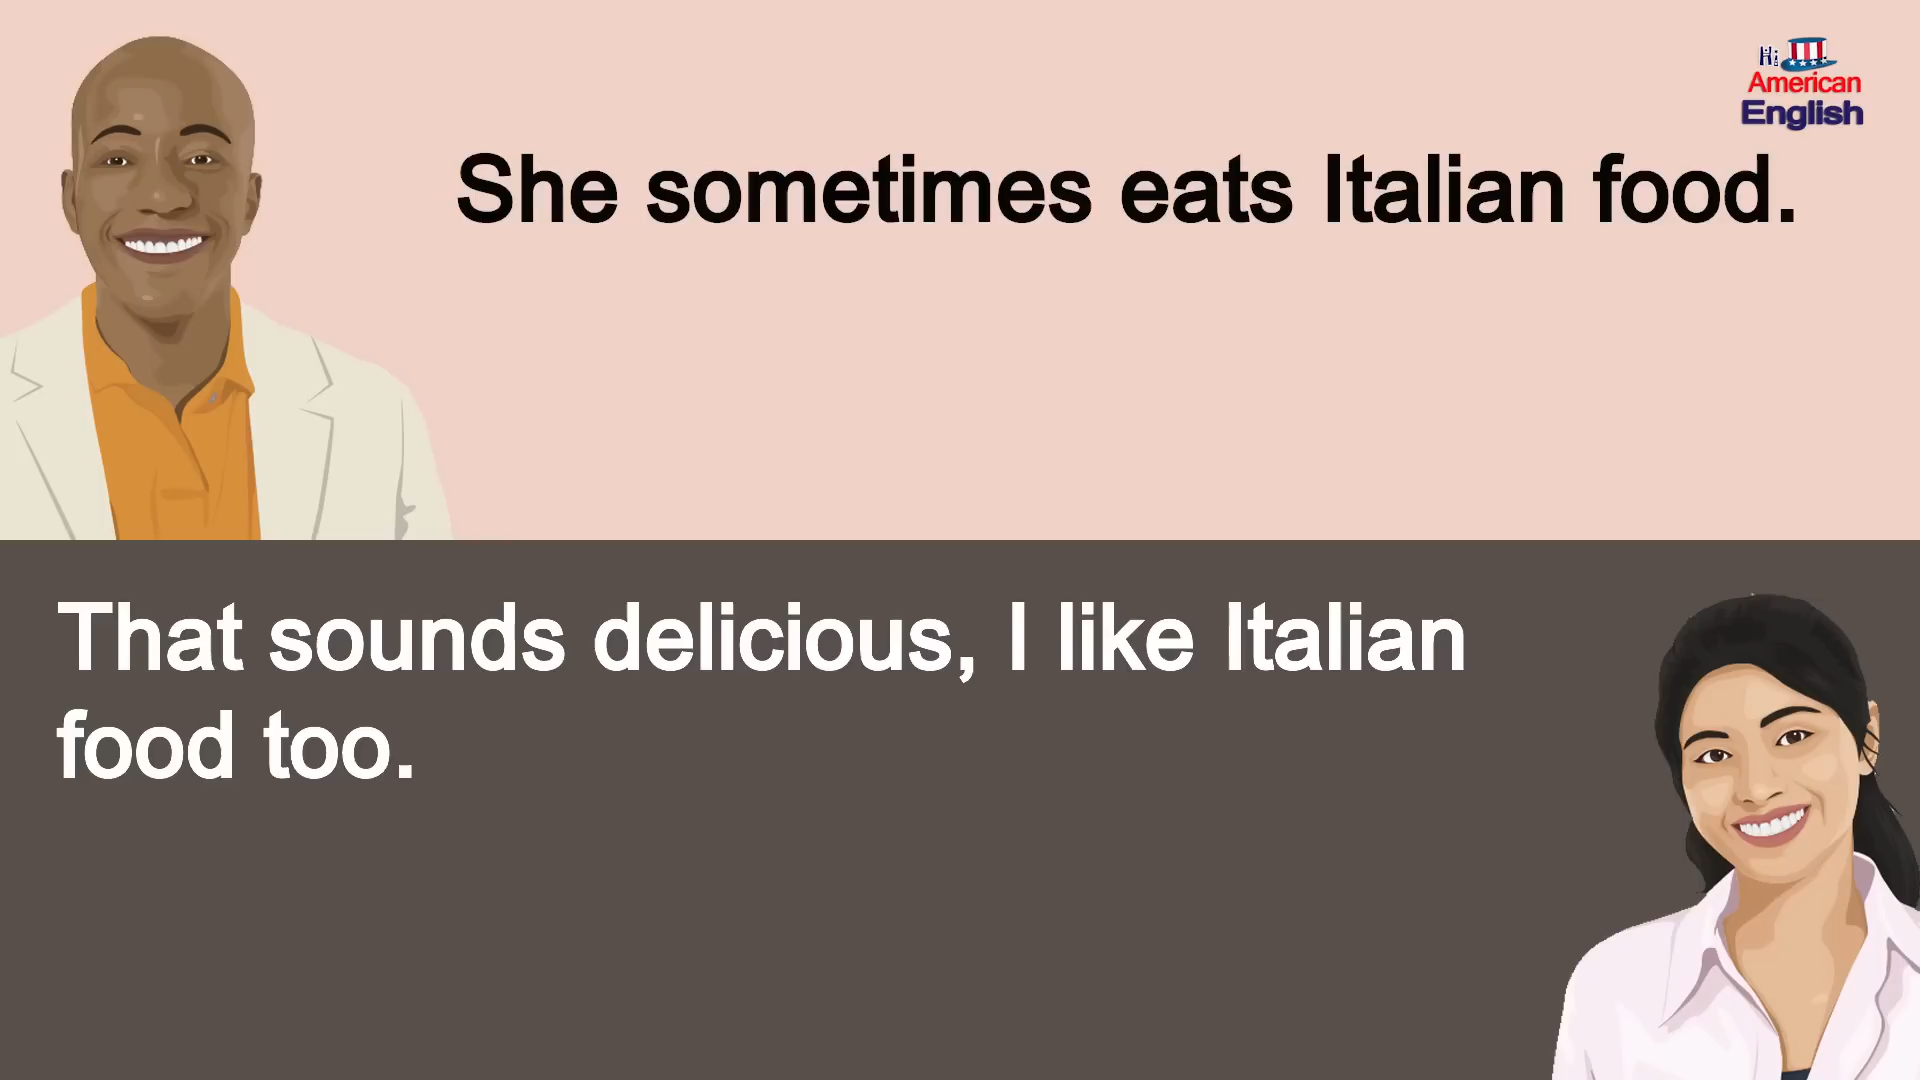 Hi
American
English
She sometimes eats Italian food.
That sounds delicious, I like Italian
food too.